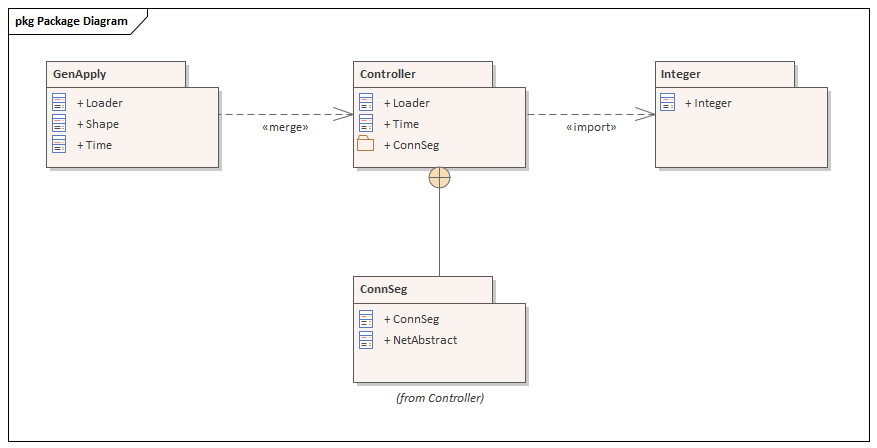 pkg Package Diagram
GenApply
+ Loader
+ Shape
+ Time
«merge»
Controller
+ Loader
+ Time
+ ConnSeg
«import»
Integer
+ Integer
ConnSeg
+ ConnSeg
+ NetAbstract
(from Controller)